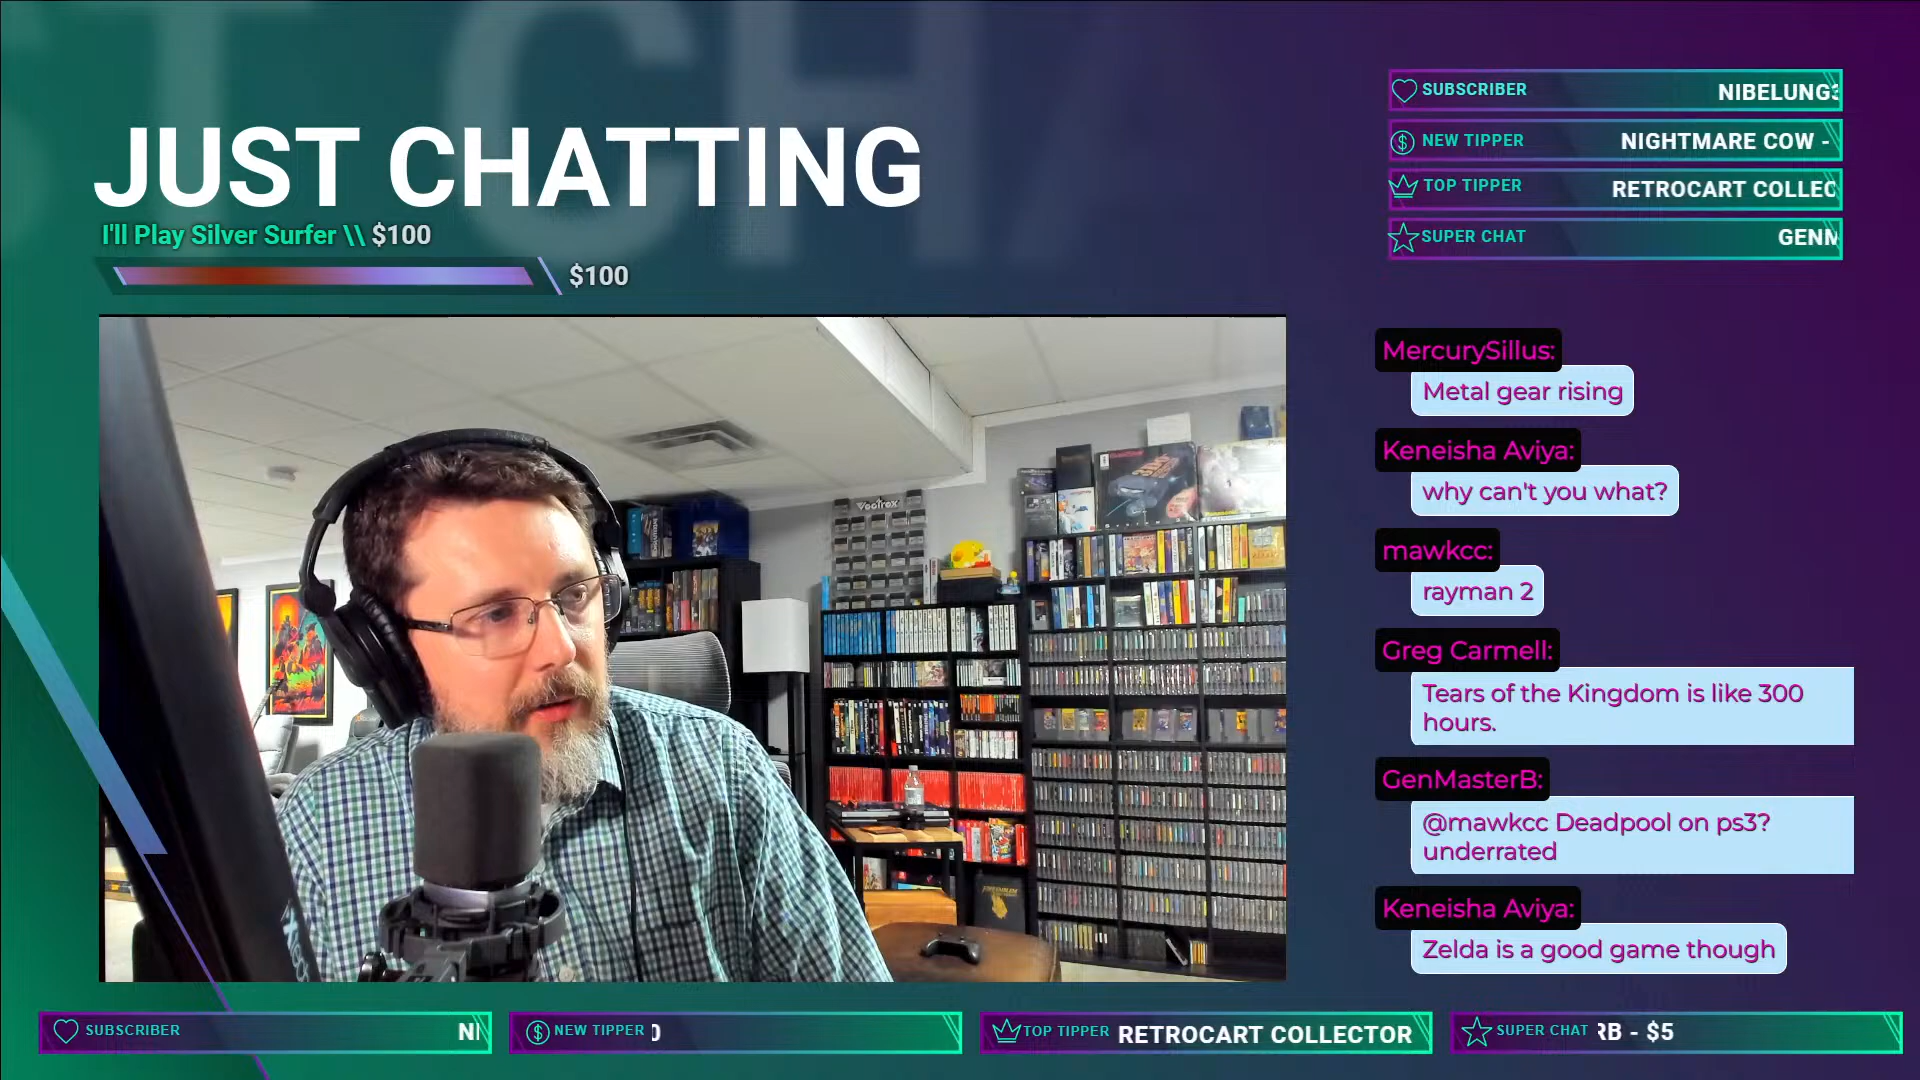 JUST CHATTING
I'll Play Silver Surfer \\ $100
$100
SUBSCRIBER NIBELUNG
NEW TIPPER NIGHTMARE COW -
TOP TIPPER RETROCART COLLEC
SUPER CHAT GENM
MercurySillus:
Metal gear rising
Keneisha Aviya:
why can't you what?
mawkcc:
rayman 2
Greg Carmell:
Tears of the Kingdom is like 300
hours.
GenMasterB:
@mawkcc Deadpool on ps3?
underrated
Keneisha Aviya:
Zelda is a good game though
Vectrex
SUBSCRIBER NI
NEW TIPPER
TOP TIPPER RETROCART COLLECTOR
SUPER CHAT RB - $5